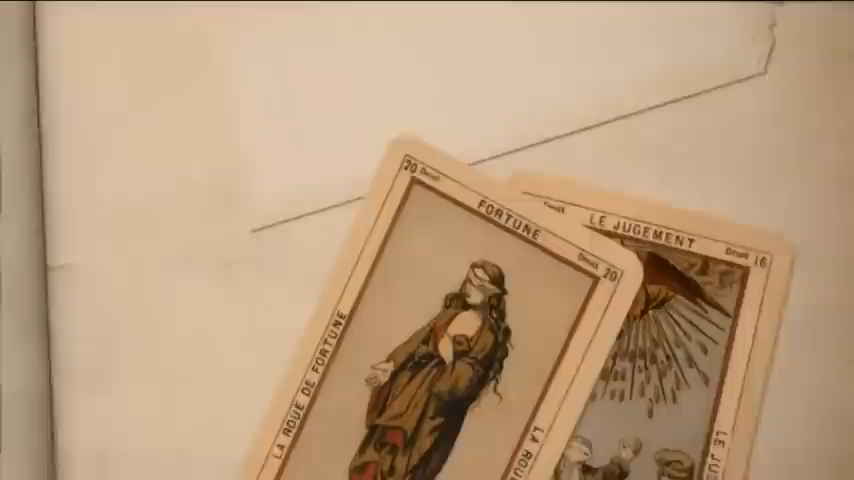 20
FORTUNE
20
LA ROUE DE FORTUNE
LA ROUE
LE JUGEMENT
16